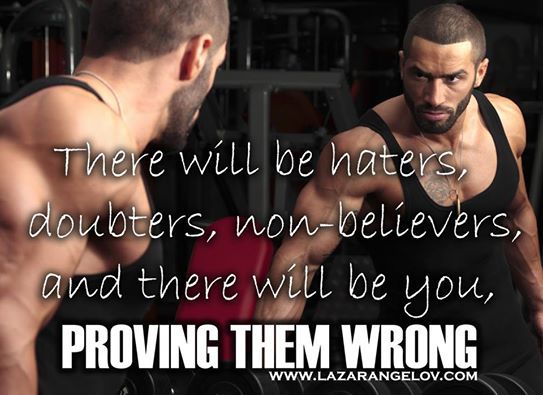 There will be haters,
doubters, non-believers,
and there will be you,
PROVING THEM WRONG
WWW.LAZARANGELOV.COM